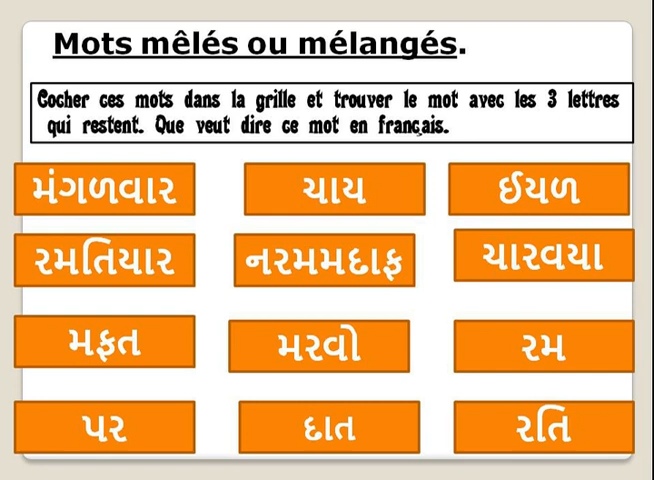 Mots mêlés ou mélangés.
Cocher ces mots dans la grille et trouver le mot avec les 3 lettres
qui restent. Que veut dire ce mot en français.
મંગળવાર ચાય ઈયળ
રમતિયાર નરમમદાફ ચારવયા
મફત મરવો રમ
પર દાત રતિ